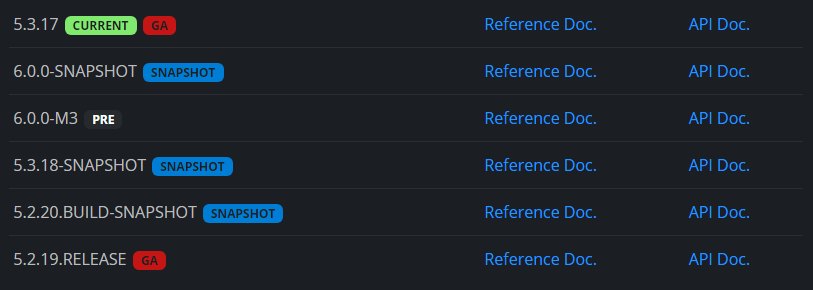 5.3.17 CURRENT GA Reference Doc. API Doc.
6.0.0-SNAPSHOT SNAPSHOT Reference Doc. API Doc.
6.0.0-M3 PRE Reference Doc. API Doc.
5.3.18-SNAPSHOT SNAPSHOT Reference Doc. API Doc.
5.2.20.BUILD-SNAPSHOT SNAPSHOT Reference Doc. API Doc.
5.2.19.RELEASE GA Reference Doc. API Doc.